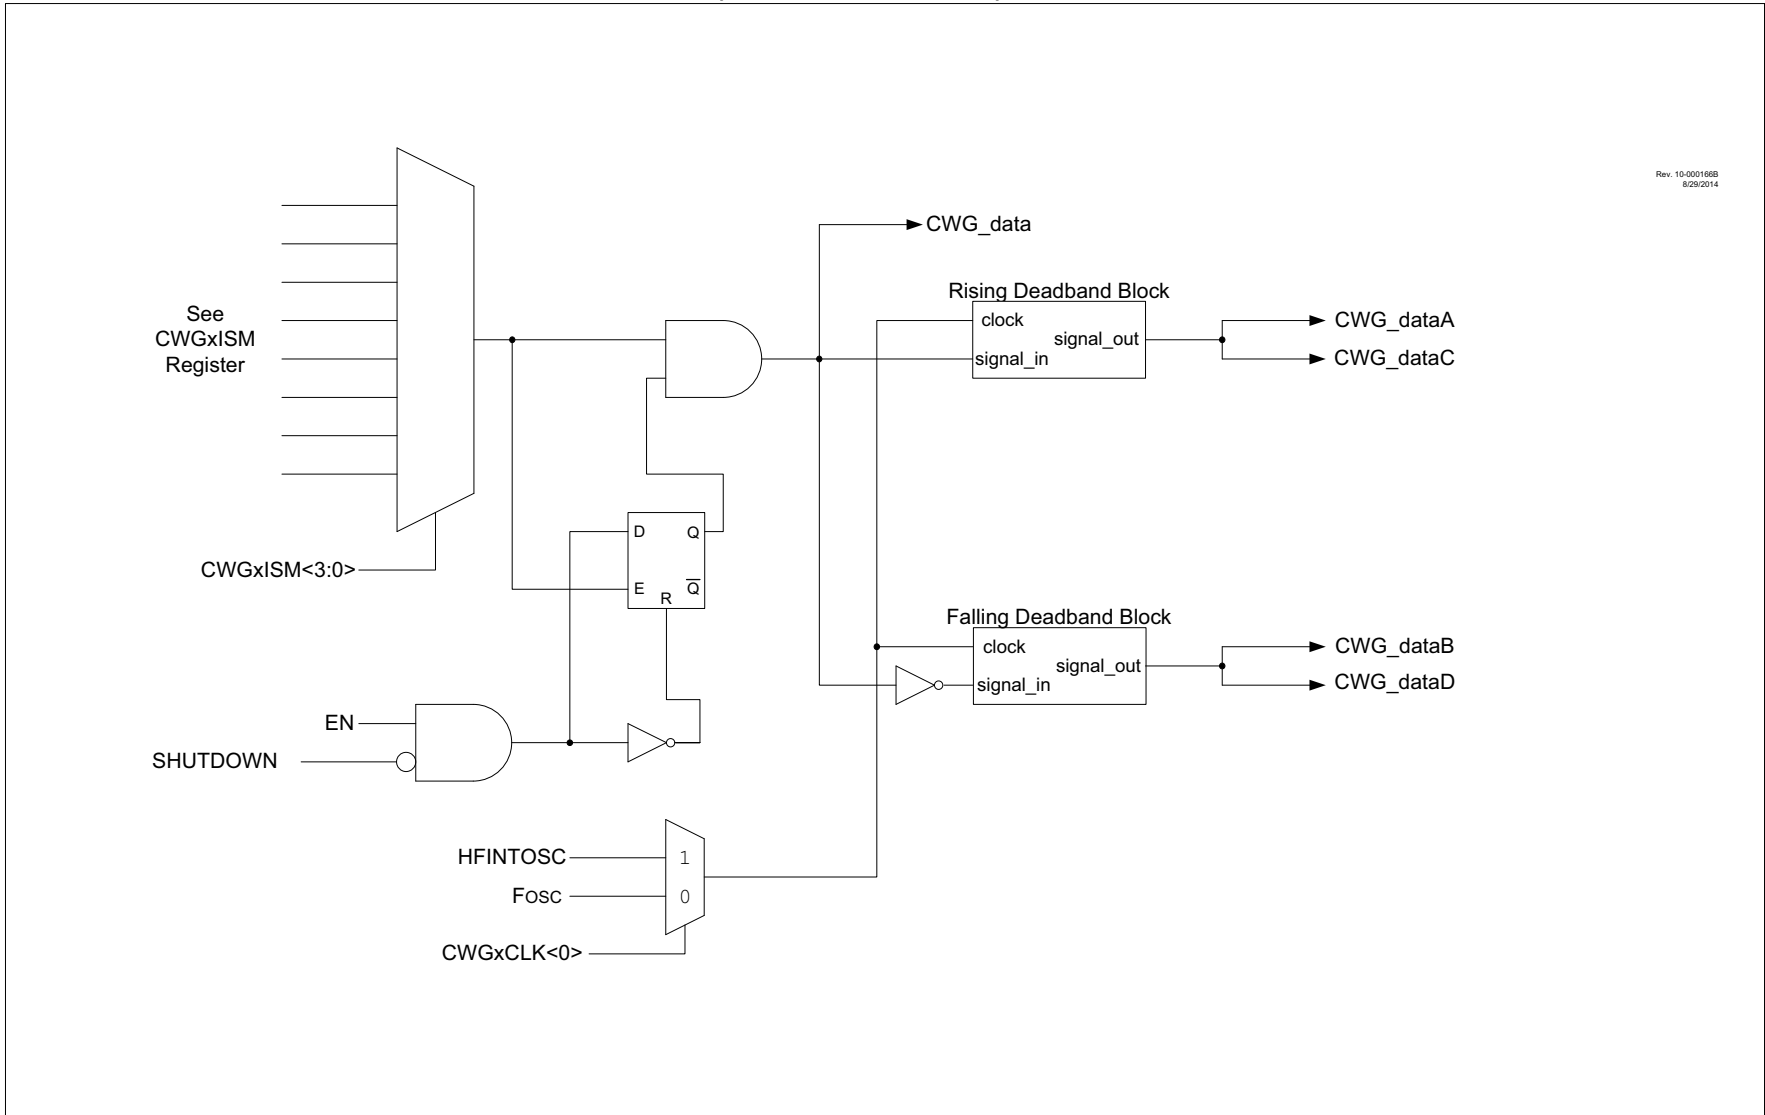 Rev. 10-000166B
8/29/2014
CWG_data
Rising Deadband Block
clock
signal_out
signal_in
CWG_dataA
CWG_dataC
See
CWGxISM
Register
CWGxISM<3:0>
D
Q
E
R
Q
Falling Deadband Block
clock
signal_out
signal_in
CWG_dataB
CWG_dataD
EN
SHUTDOWN
HFINTOSC
1
FOSC
0
CWGxCLK<0>